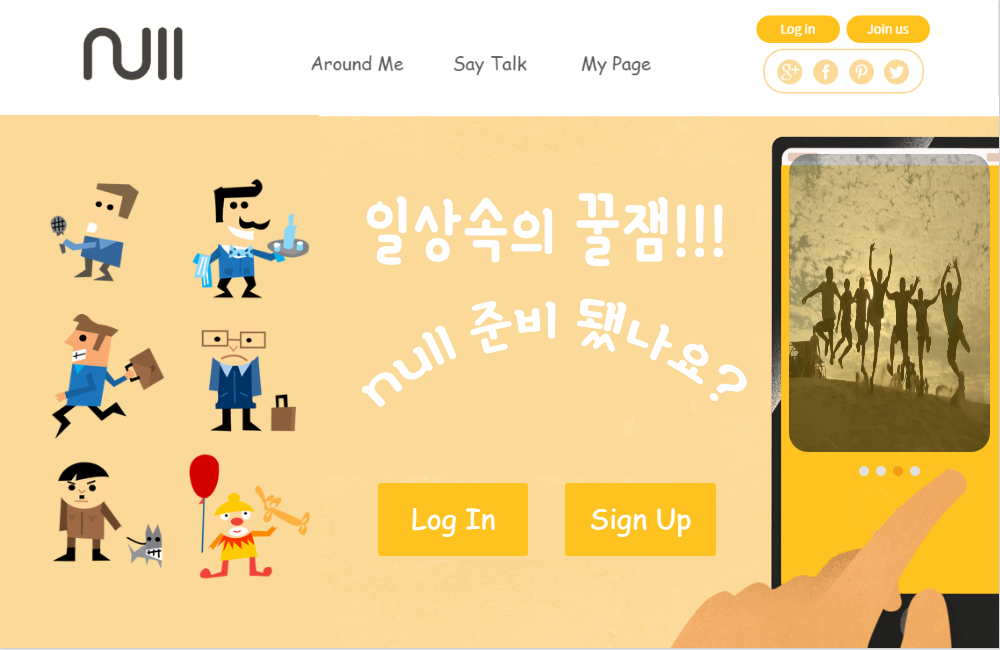 null
Around Me
Say Talk
My Page
Log in
Join us
g+
f
일상속의 꿀잼!!!
null 준비 됐나요?
Log In
Sign Up